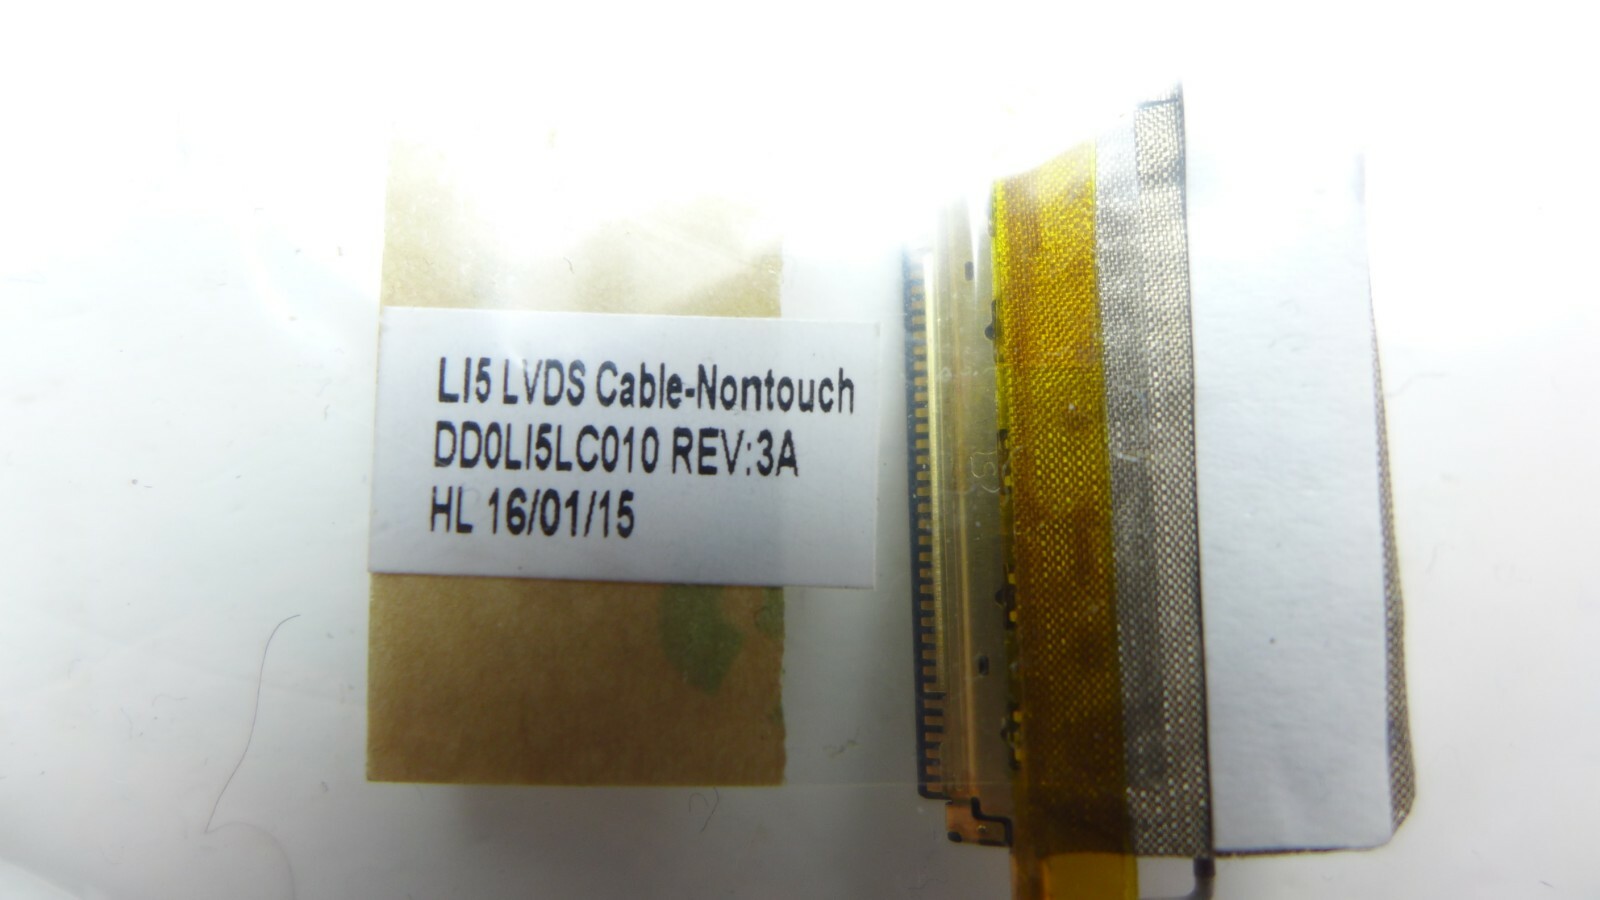 LI5 LVDS Cable-Nontouch
DD0LI5LC010 REV:3A
HL 16/01/15